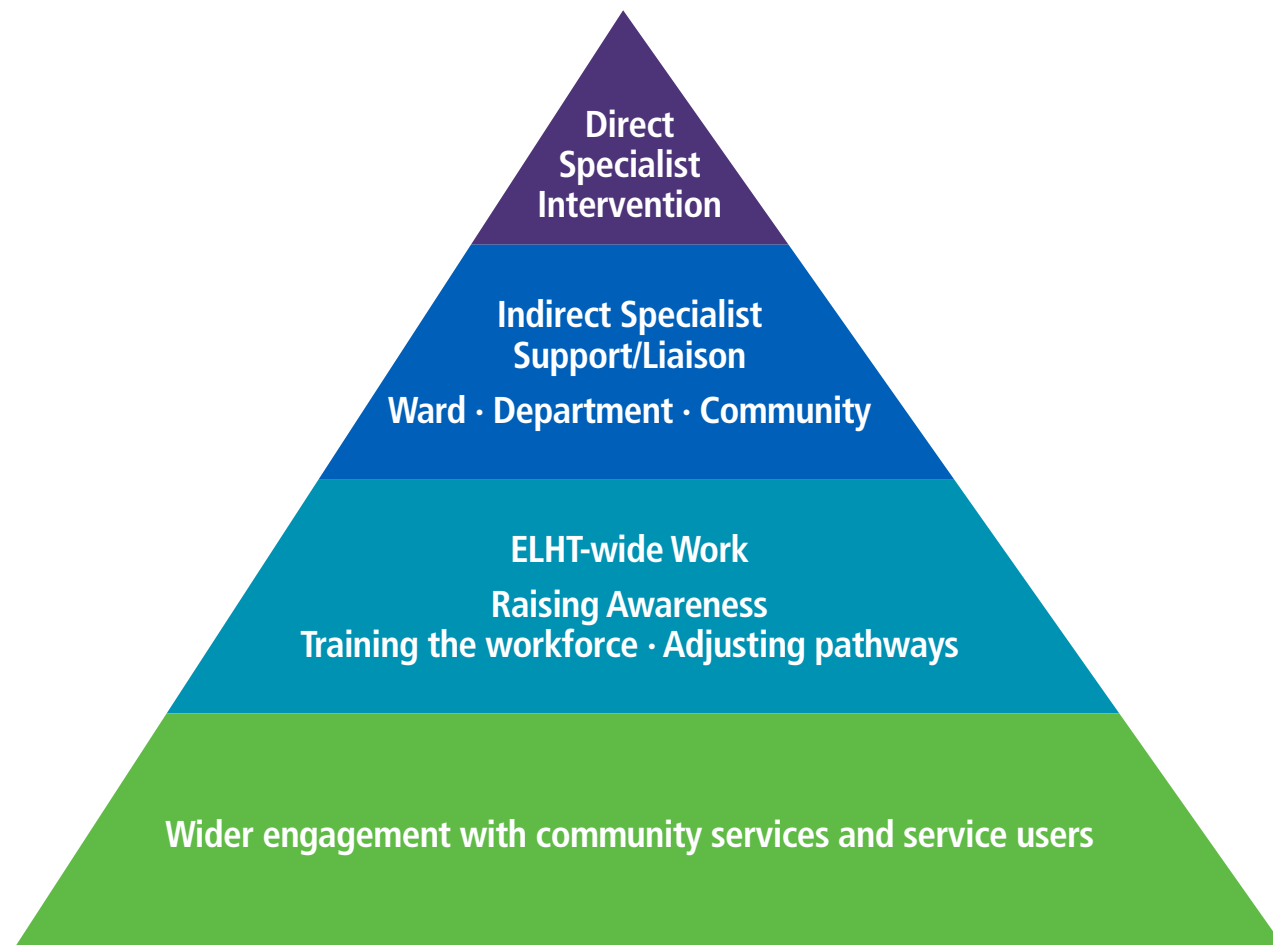 Direct
Specialist
Intervention
Indirect Specialist
Support/Liaison
Ward · Department · Community
ELHT-wide Work
Raising Awareness
Training the workforce · Adjusting pathways
Wider engagement with community services and service users